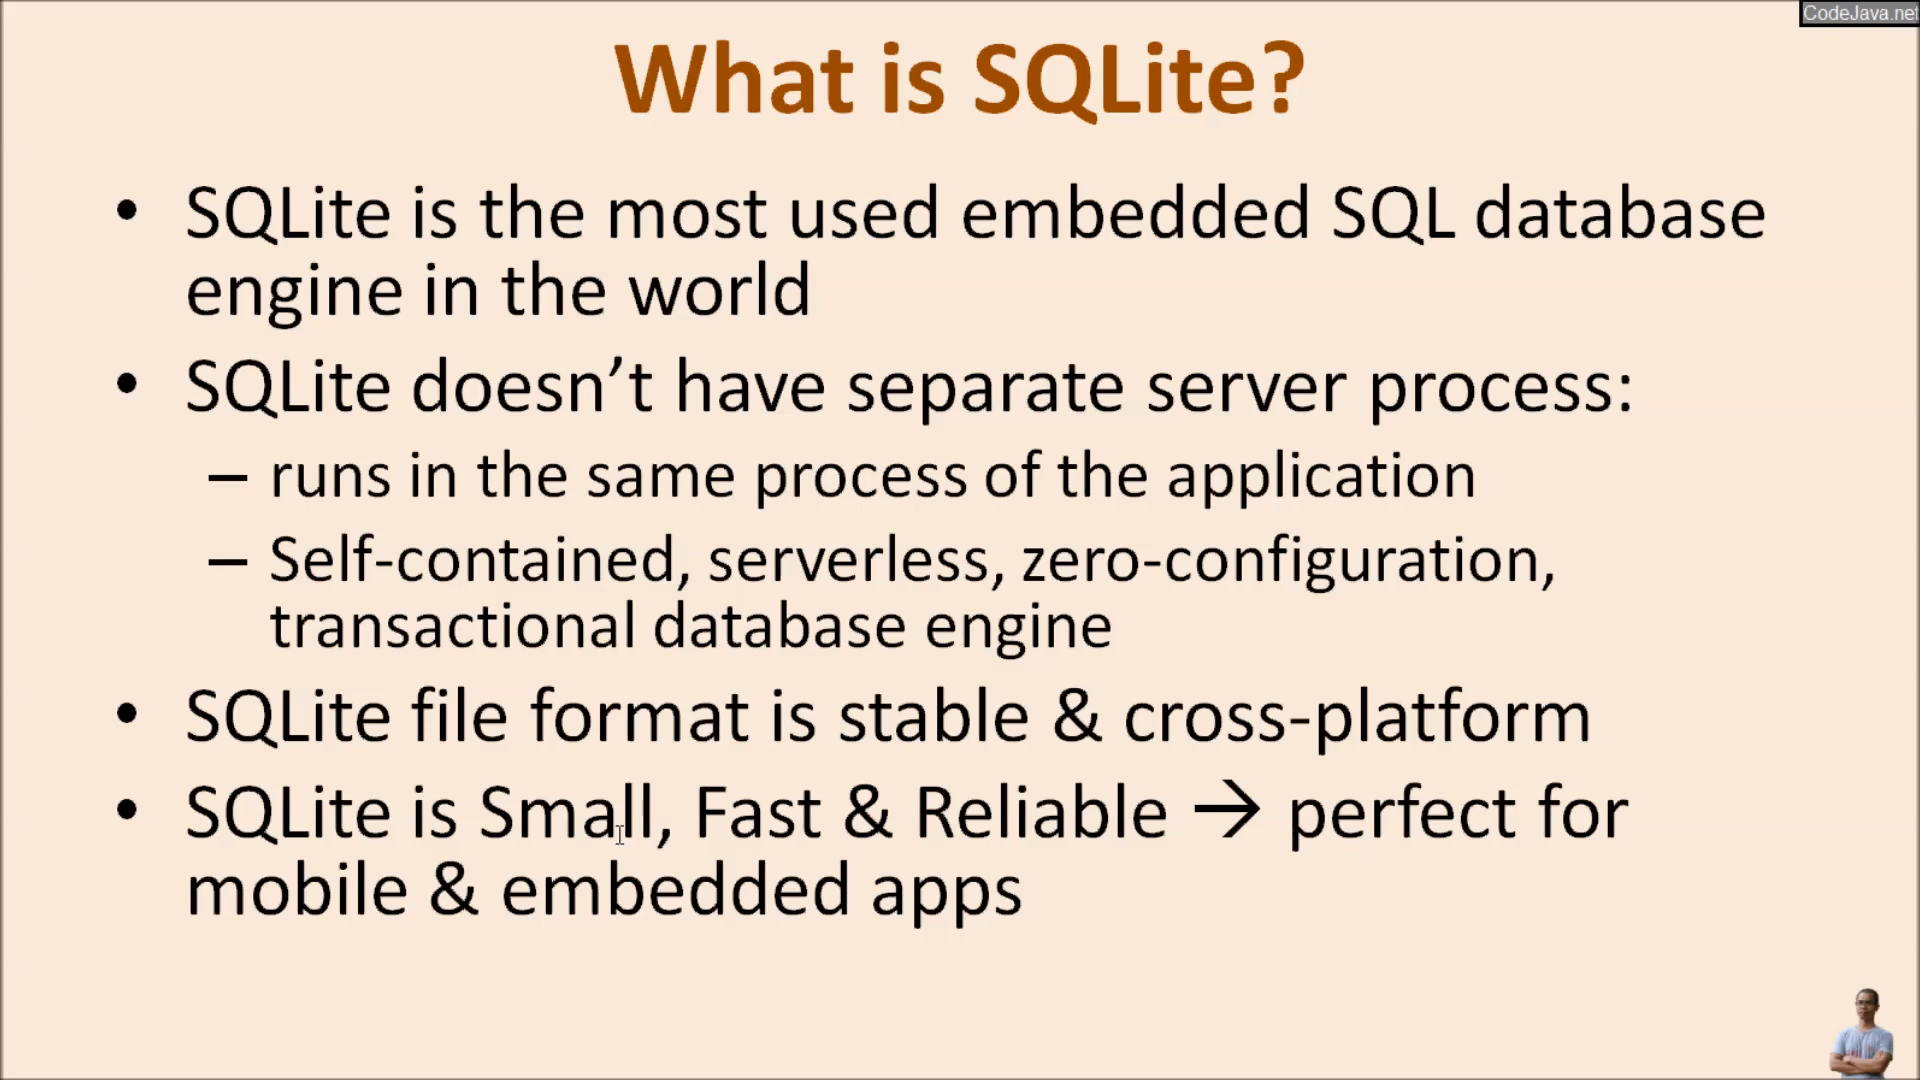 CodeJava.net
What is SQLite?
• SQLite is the most used embedded SQL database
engine in the world
• SQLite doesn’t have separate server process:
– runs in the same process of the application
– Self-contained, serverless, zero-configuration,
transactional database engine
• SQLite file format is stable & cross-platform
• SQLite is Small, Fast & Reliable → perfect for
mobile & embedded apps